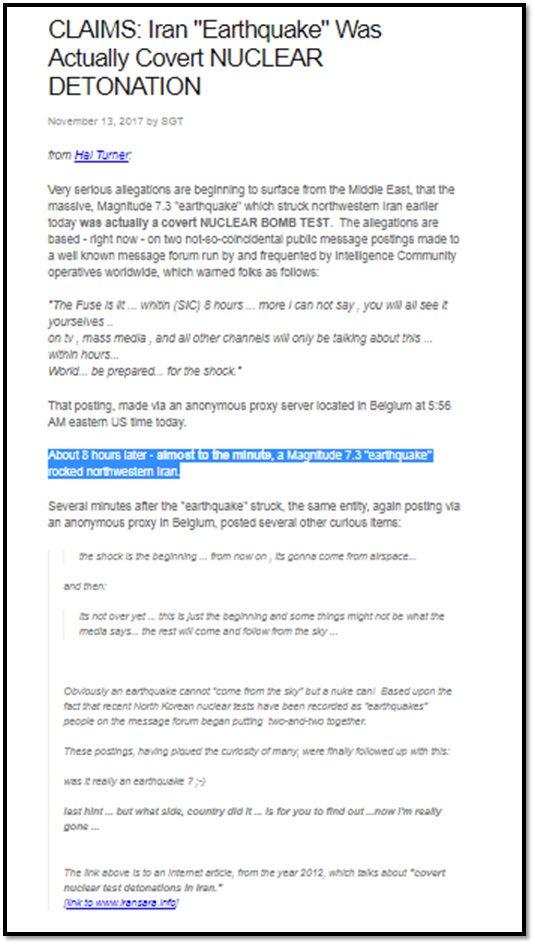 CLAIMS: Iran "Earthquake" Was
Actually Covert NUCLEAR
DETONATION
November 13, 2017 by SGT
from Hal Turner:
Very serious allegations are beginning to surface from the Middle East, that the
massive, Magnitude 7.3 "earthquake" which struck northwestern Iran earlier
today was actually a covert NUCLEAR BOMB TEST. The allegations are
based - right now - on two not-so-coincidental public message postings made to
a well known message forum run by and frequented by Intelligence Community
operatives worldwide, which warned folks as follows:
"The Fuse is lit ... whitin (SIC) 8 hours ... more i can not say , you will all see it
yourselves ..
on tv , mass media , and all other channels will only be talking about this ...
within hours...
World... be prepared... for the shock."
That posting, made via an anonymous proxy server located in Belgium at 5:56
AM eastern US time today.
About 8 hours later - almost to the minute, a Magnitude 7.3 "earthquake"
rocked northwestern Iran.
Several minutes after the "earthquake" struck, the same entity, again posting via
an anonymous proxy in Belgium, posted several other curious items:
the shock is the beginning ... from now on , its gonna come from airspace...
and then:
Its not over yet ... this is just the beginning and some things might not be what the
media says... the rest will come and follow from the sky ...
Obviously an earthquake cannot "come from the sky" but a nuke can! Based upon the
fact that recent North Korean nuclear tests have been recorded as "earthquakes"
people on the message forum began putting two-and-two together.
These postings, having piqued the curiosity of many, were finally followed up with this:
was it really an earthquake ? ;-)
last hint ... but what side, country did it ... is for you to find out ...now i'm really
gone ...
The link above is to an Internet article, from the year 2012, which talks about "covert
nuclear test detonations in Iran."
[link to www.iransara.info]